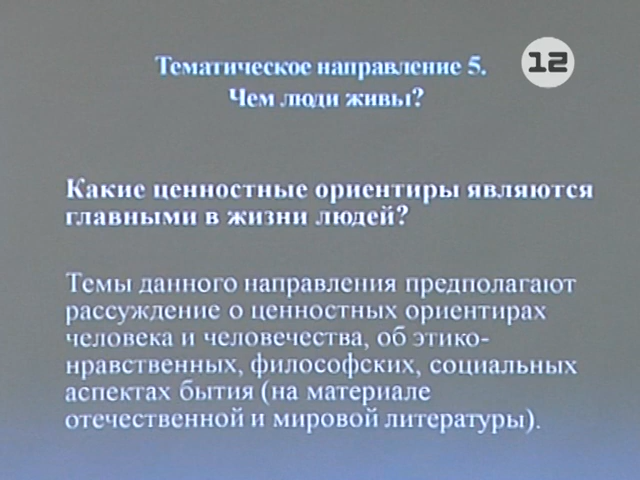 Тематическое направление 5.
12
Чем люди живы?
Какие ценностные ориентиры являются
главными в жизни людей?
Темы данного направления предполагают
рассуждение о ценностных ориентирах
человека и человечества, об этико-
нравственных, философских, социальных
аспектах бытия (на материале
отечественной и мировой литературы).